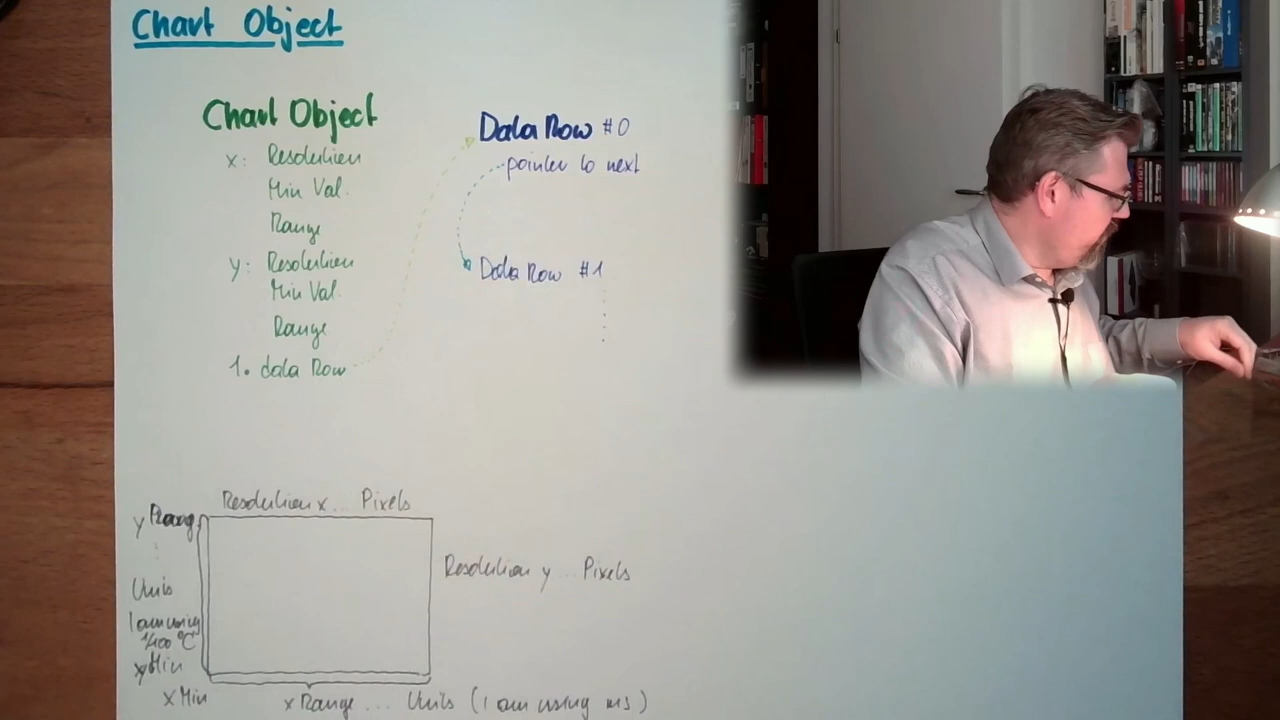 Chart Object
Chart Object
x: Resolution
Min Val.
Range
y: Resolution
Min Val.
Range
1. data Row
Data Row #0
pointer to next
Data Row #1
Resolution x ... Pixels
y Range
Resolution y ... Pixels
Units
I am using
1/100 °C
y Min
x Min
x Range ... Units (I am using ms)